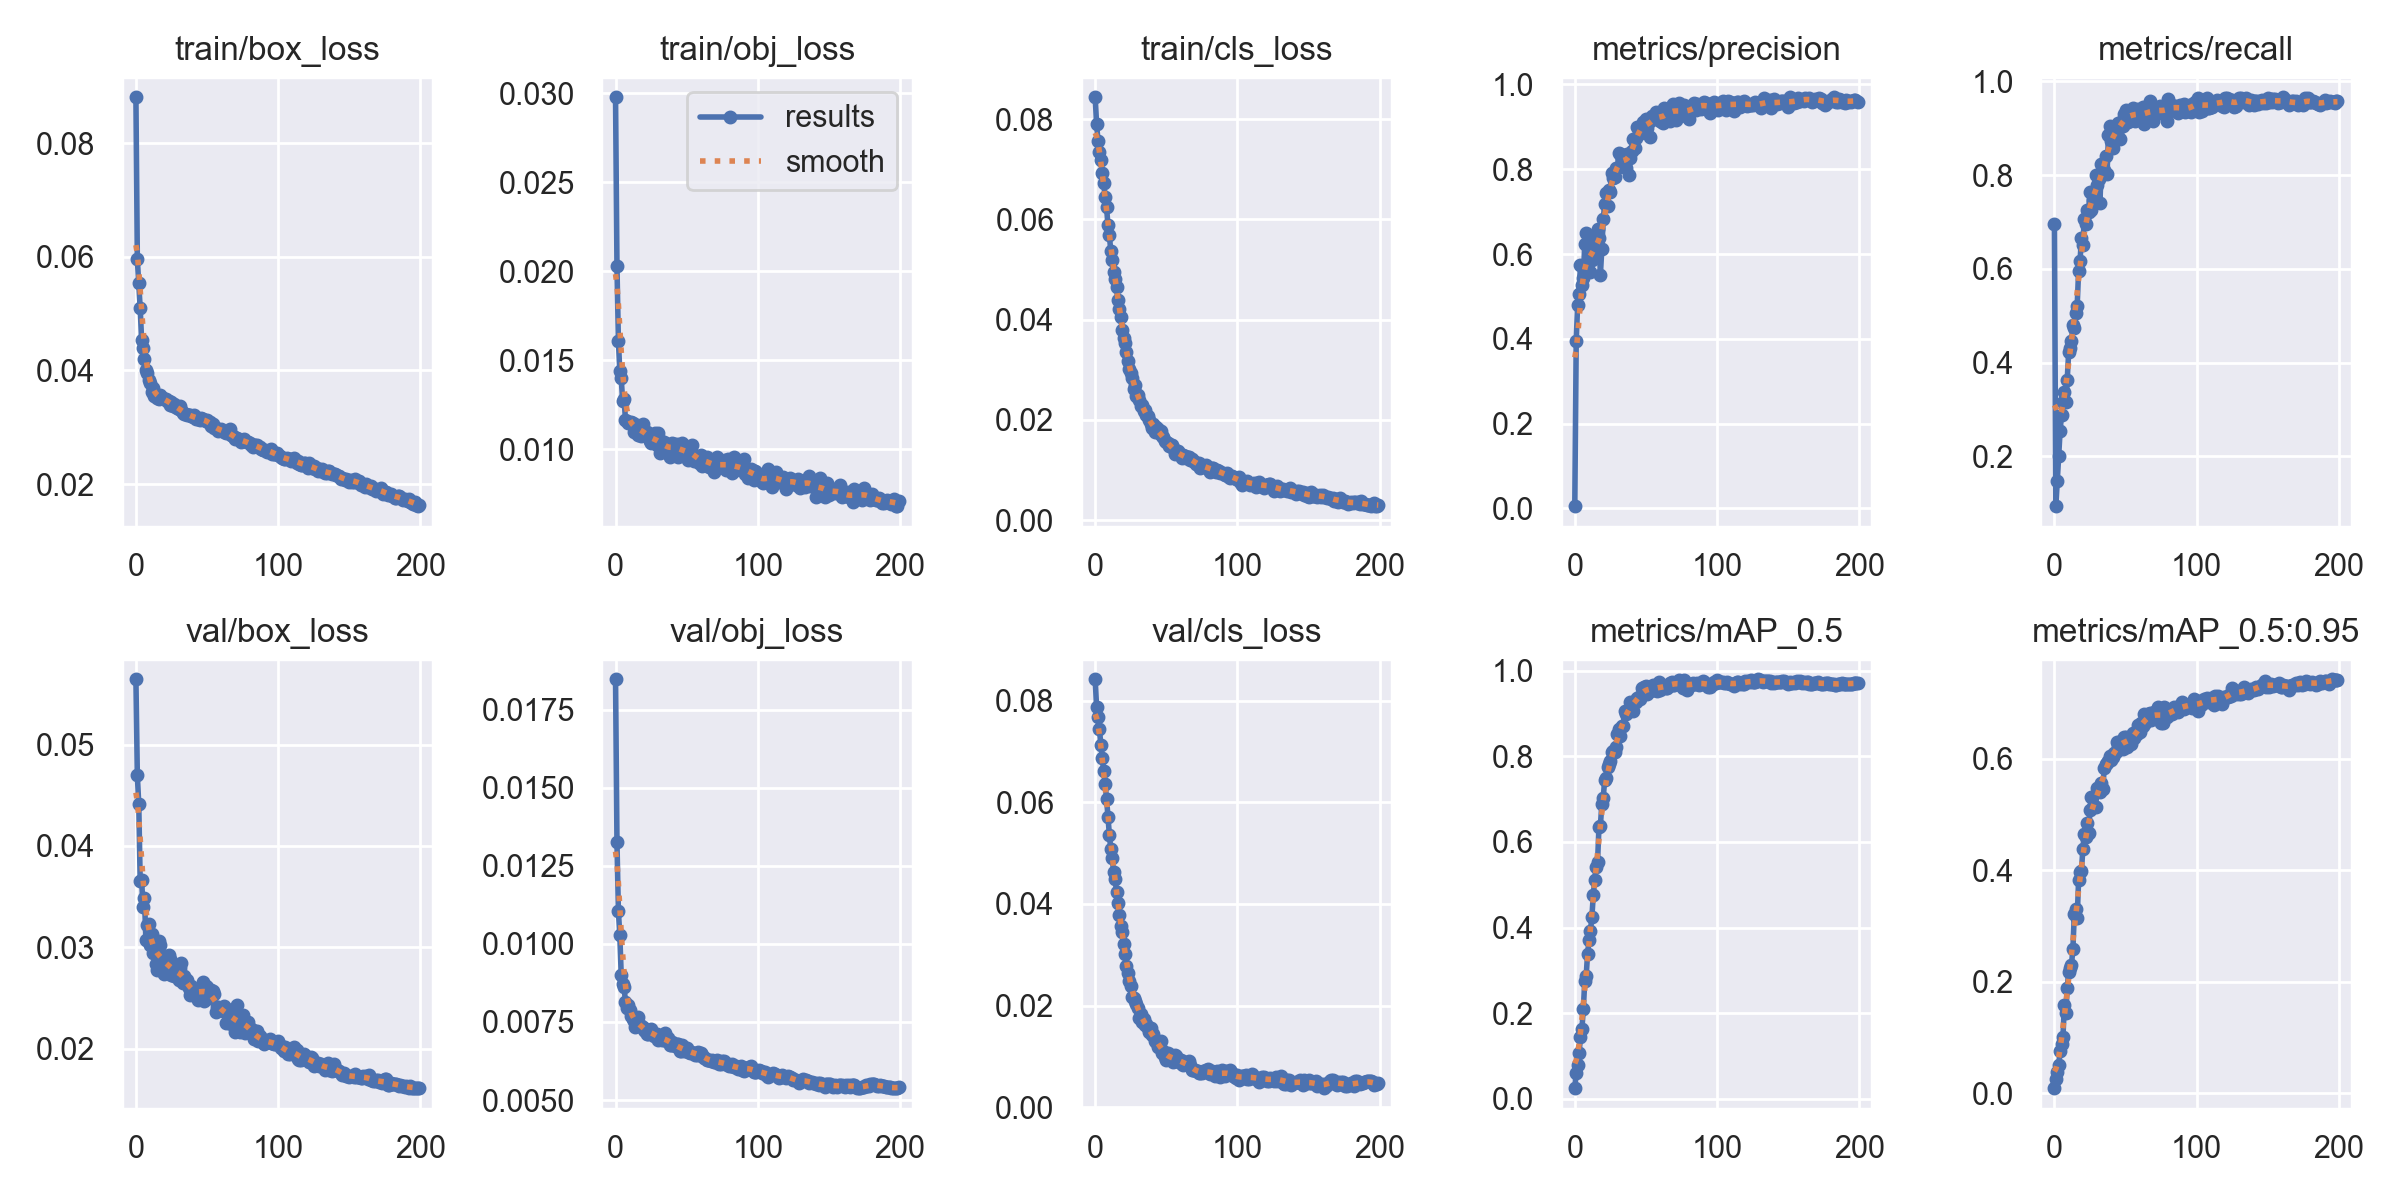 train/box_loss
train/obj_loss
train/cls_loss
metrics/precision
metrics/recall
0.08
0.06
0.04
0.02
0 100 200
0.030
0.025
0.020
0.015
0.010
results
smooth
0 100 200
0.08
0.06
0.04
0.02
0.00
0 100 200
1.0
0.8
0.6
0.4
0.2
0.0
0 100 200
1.0
0.8
0.6
0.4
0.2
0 100 200
val/box_loss
val/obj_loss
val/cls_loss
metrics/mAP_0.5
metrics/mAP_0.5:0.95
0.05
0.04
0.03
0.02
0 100 200
0.0175
0.0150
0.0125
0.0100
0.0075
0.0050
0 100 200
0.08
0.06
0.04
0.02
0.00
0 100 200
1.0
0.8
0.6
0.4
0.2
0.0
0 100 200
0.6
0.4
0.2
0.0
0 100 200